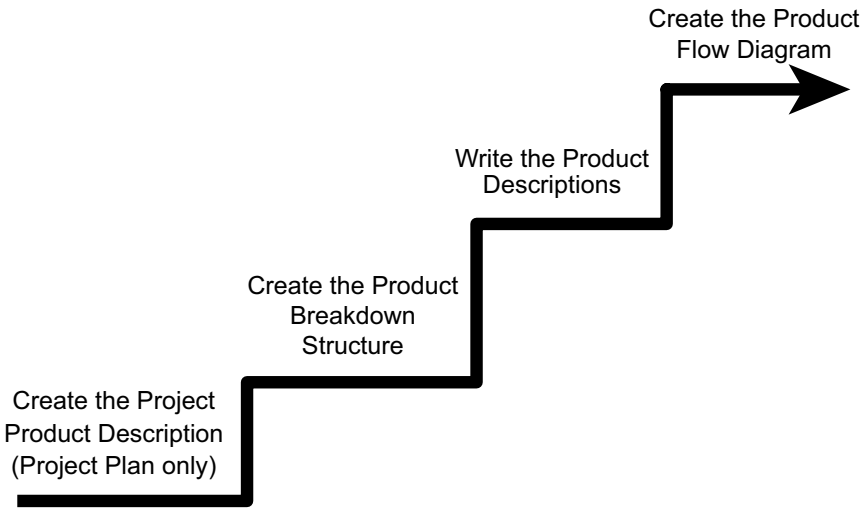 Create the Product
Flow Diagram
Write the Product
Descriptions
Create the Product
Breakdown
Structure
Create the Project
Product Description
(Project Plan only)